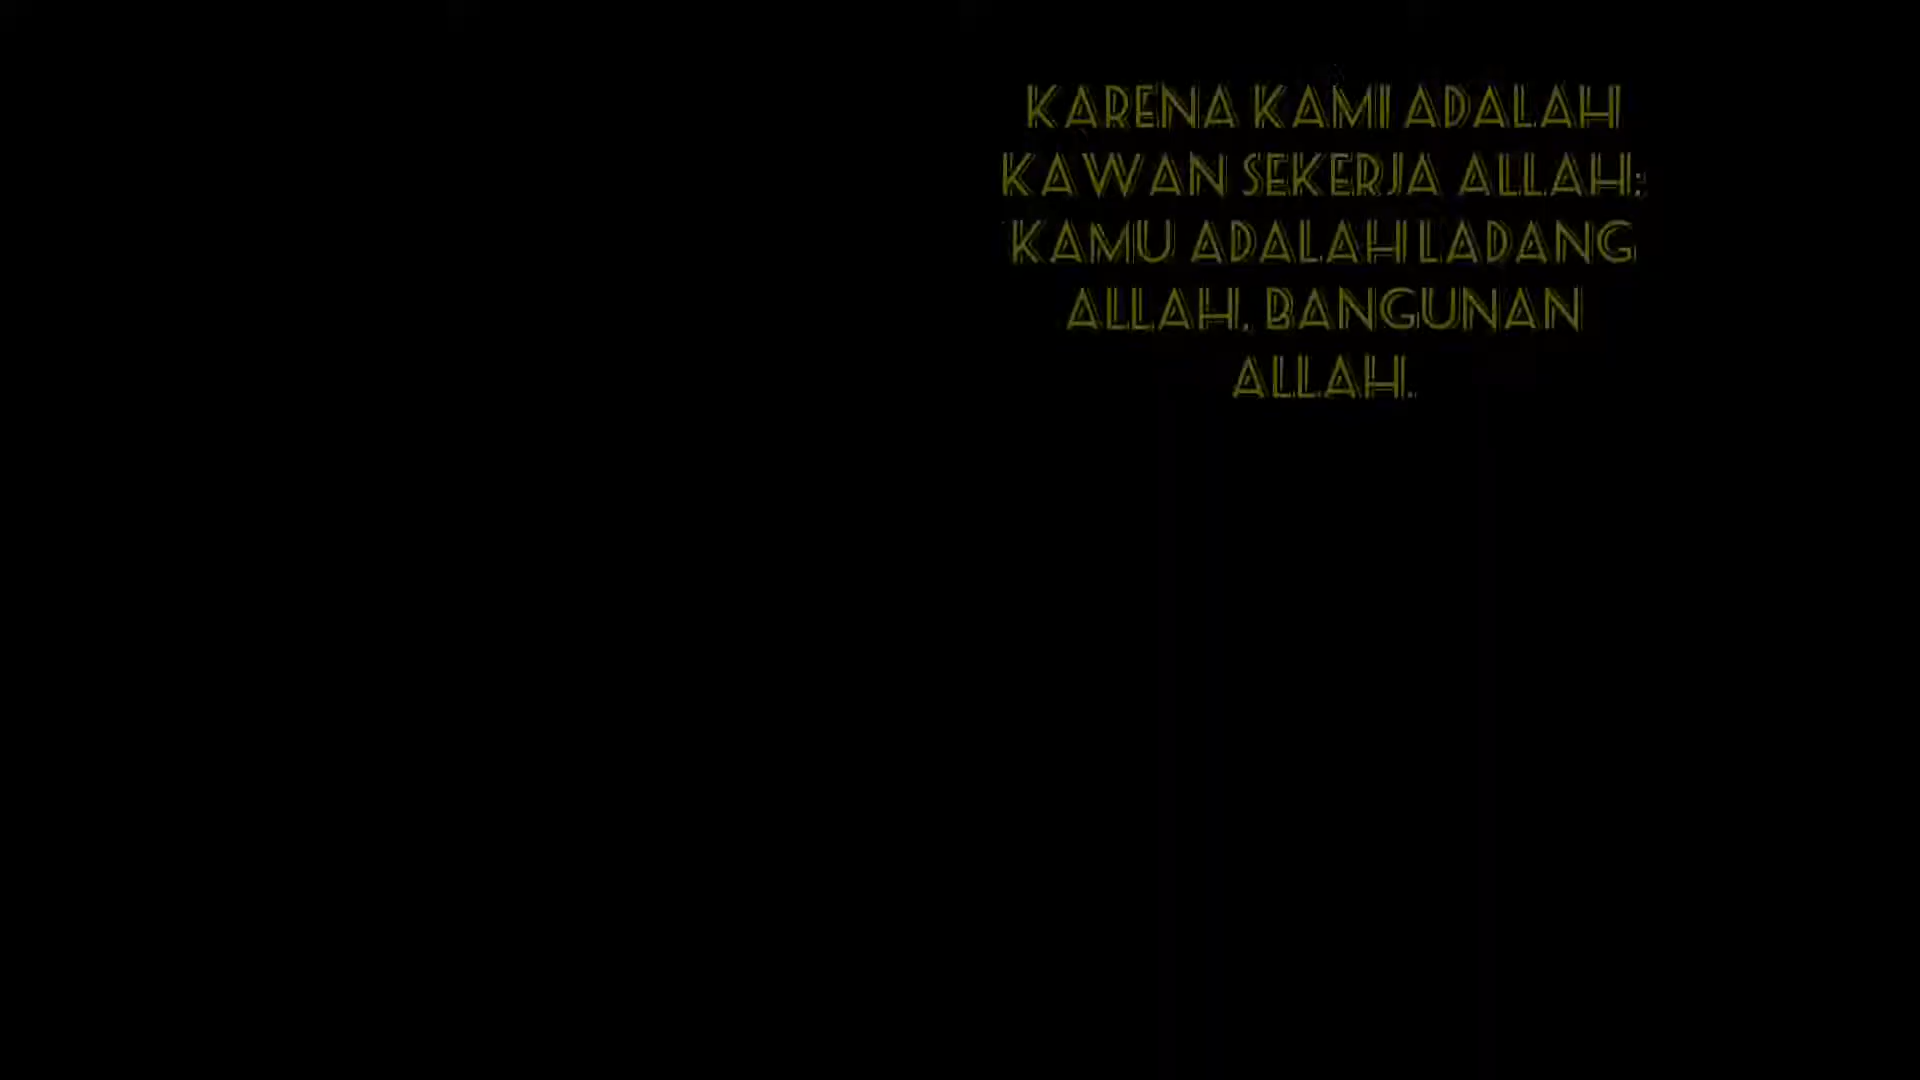 KARENA KAMI ADALAH
KAWAN SEKERJA ALLAH;
KAMU ADALAH LADANG
ALLAH, BANGUNAN
ALLAH.